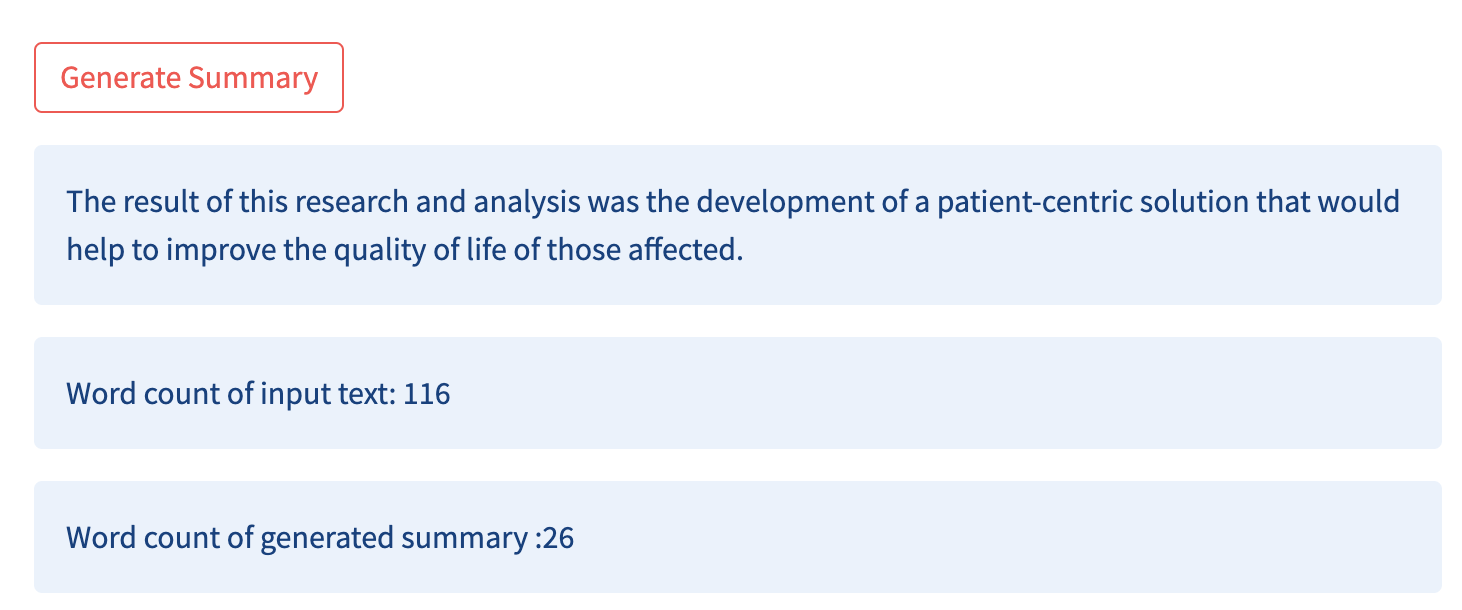 Generate Summary
The result of this research and analysis was the development of a patient-centric solution that would
help to improve the quality of life of those affected.
Word count of input text: 116
Word count of generated summary :26